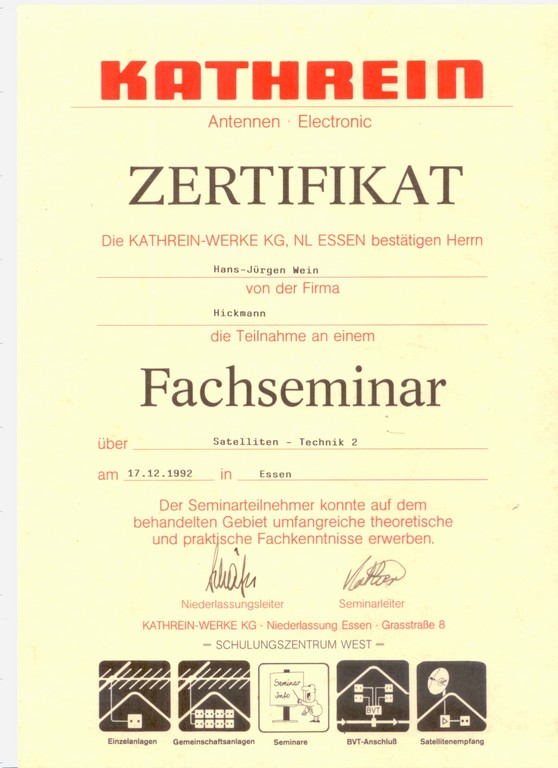 KATHREIN
Antennen · Electronic
ZERTIFIKAT
Die KATHREIN-WERKE KG, NL ESSEN bestätigen Herrn
Hans-Jürgen Wein
von der Firma
Hickmann
die Teilnahme an einem
Fachseminar
über Satelliten - Technik 2
am 17.12.1992 in Essen
Der Seminarteilnehmer konnte auf dem
behandelten Gebiet umfangreiche theoretische
und praktische Fachkenntnisse erwerben.
Niederlassungsleiter Seminarleiter
KATHREIN-WERKE KG · Niederlassung Essen · Grasstraße 8
— SCHULUNGSZENTRUM WEST —
Seminar
Info
BVT
Einzelanlagen Gemeinschaftsanlagen Seminare BVT-Anschluß Satellitenempfang